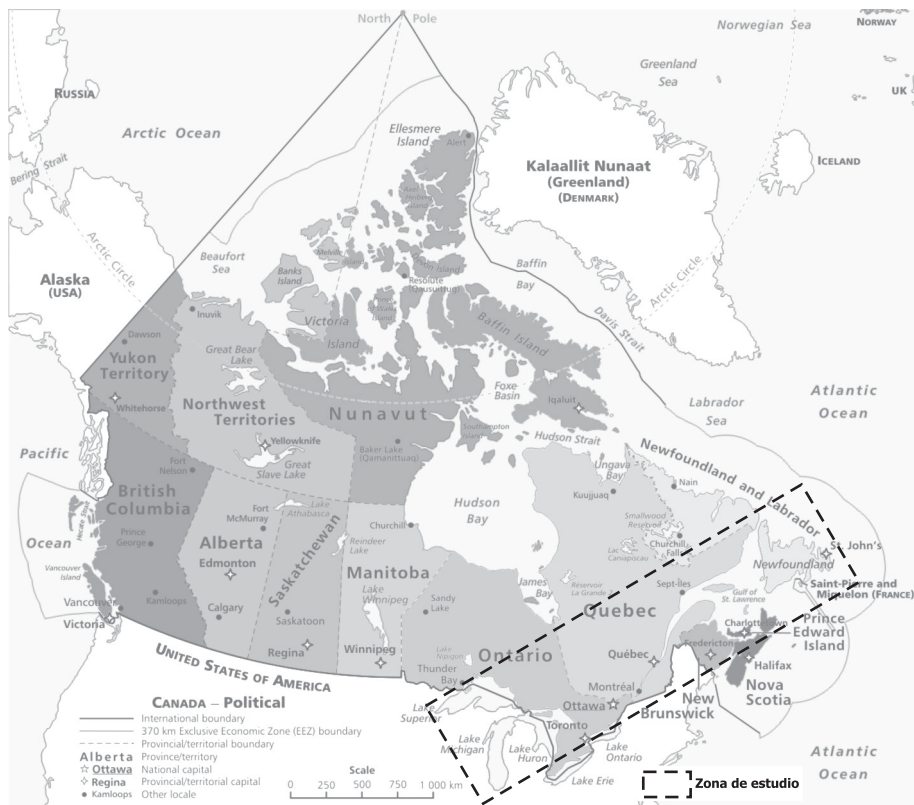 North Pole
Norwegian Sea
NORWAY
Greenland
Sea
UK
RUSSIA
Arctic Ocean
Bering Strait
Ellesmere
Island
Alert
Kalaallit Nunaat
(Greenland)
(DENMARK)
ICELAND
Arctic Circle
Beaufort
Sea
Alaska
(USA)
Banks
Island
Melville
Island
Resolute
(Qausuittuq)
Victoria
Island
Baffin
Bay
Arctic Circle
Davis Strait
Baffin Island
Inuvik
Dawson
Yukon
Territory
Whitehorse
Great Bear
Lake
Northwest
Territories
Yellowknife
Great
Slave Lake
Nunavut
Baker Lake
(Qamanittuaq)
Foxe
Basin
Iqaluit
Southampton
Island
Hudson Strait
Labrador
Sea
Atlantic
Ocean
Pacific
Ocean
Hecate Strait
Vancouver
Island
Fort
Nelson
British
Columbia
Prince
George
Kamloops
Vancouver
Victoria
Fort
McMurray
Lake
Athabasca
Alberta
Edmonton
Calgary
Saskatchewan
Saskatoon
Regina
Reindeer
Lake
Churchill
Manitoba
Lake
Winnipeg
Winnipeg
Hudson
Bay
James
Bay
Sandy
Lake
Ontario
Lake
Nipigon
Thunder
Bay
Ungava
Bay
Kuujjuaq
Nain
Newfoundland and Labrador
Smallwood
Reservoir
Churchill
Falls
Lac
Caniapiscau
Réservoir
La Grande 2
Sept-Îles
Quebec
Québec
Montréal
Ottawa
Toronto
St. John's
Newfoundland
Saint-Pierre and
Miquelon (FRANCE)
Gulf of
St. Lawrence
Charlottetown
Prince
Edward
Island
Fredericton
Halifax
Nova
Scotia
New
Brunswick
UNITED STATES OF AMERICA
Lake
Superior
Lake
Michigan
Lake
Huron
Lake
Ontario
Lake Erie
Atlantic
Ocean
CANADA – Political
International boundary
370 km Exclusive Economic Zone (EEZ) boundary
Provincial/territorial boundary
Alberta Province/territory
Ottawa National capital
Regina Provincial/territorial capital
Kamloops Other locale
Scale
0 250 500 750 1 000 km
Zona de estudio